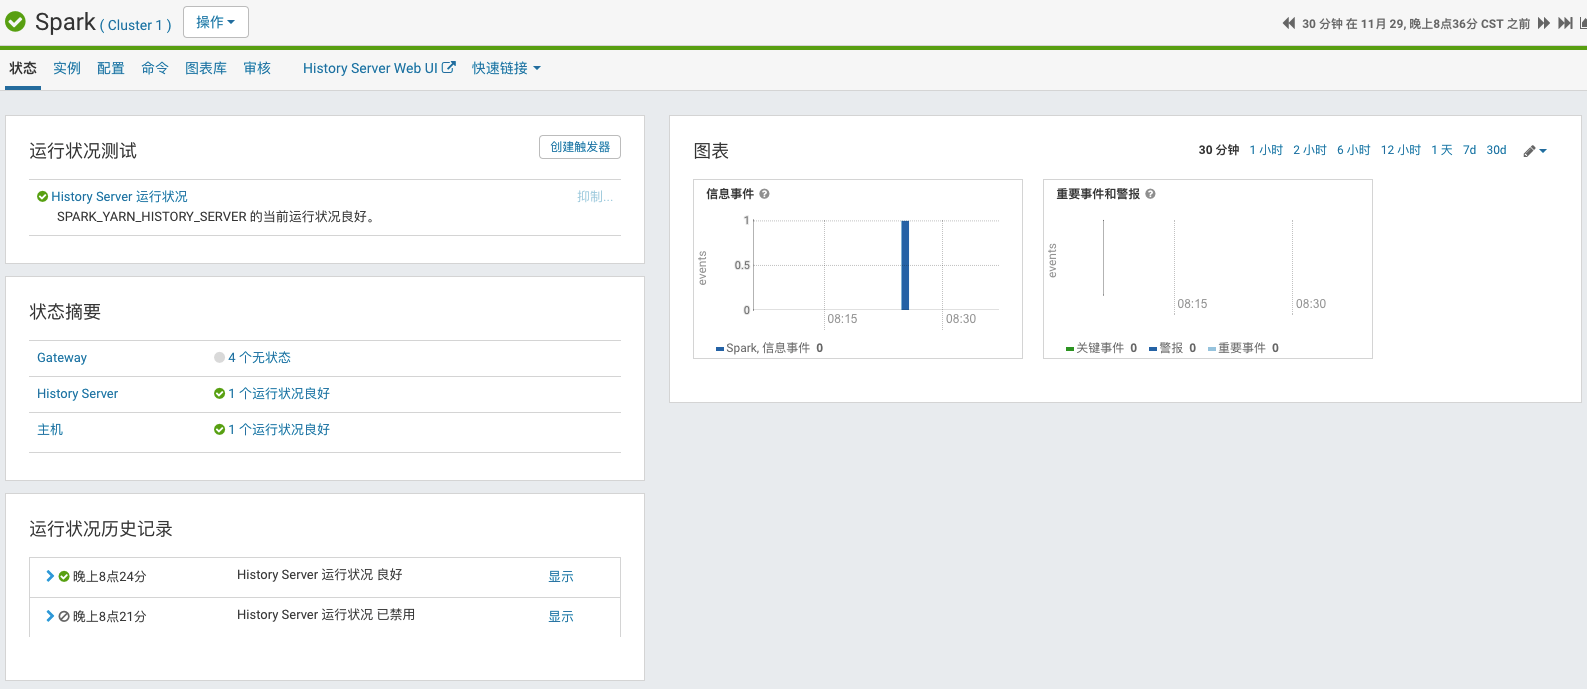 Spark ( Cluster 1 ) 操作
30 分钟 在 11月 29, 晚上8点36分 CST 之前
状态 实例 配置 命令 图表库 审核 History Server Web UI 快速链接
运行状况测试 创建触发器
History Server 运行状况 抑制...
SPARK_YARN_HISTORY_SERVER 的当前运行状况良好。
状态摘要
Gateway 4 个无状态
History Server 1 个运行状况良好
主机 1 个运行状况良好
运行状况历史记录
晚上8点24分 History Server 运行状况 良好 显示
晚上8点21分 History Server 运行状况 已禁用 显示
图表 30 分钟 1 小时 2 小时 6 小时 12 小时 1 天 7d 30d
信息事件
events
1
0.5
0
08:15 08:30
Spark, 信息事件 0
重要事件和警报
events
08:15 08:30
关键事件 0 警报 0 重要事件 0